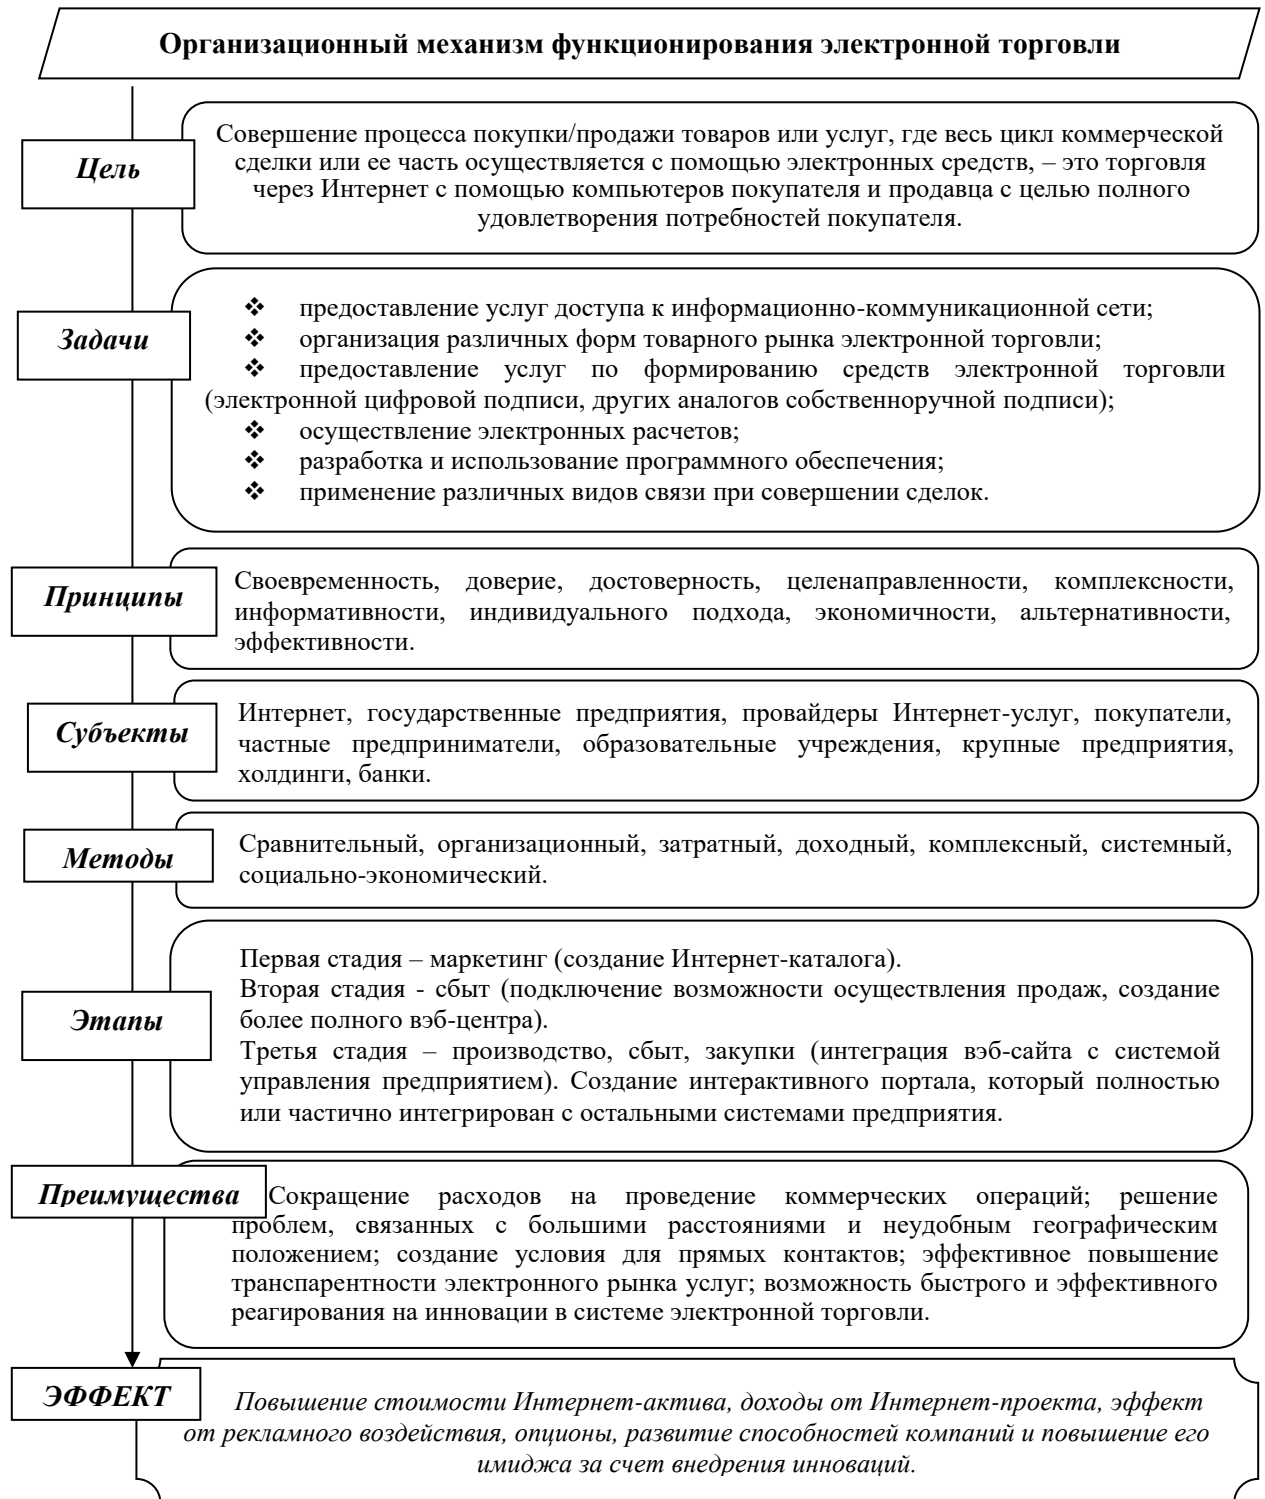 Организационный механизм функционирования электронной торговли
Цель
Совершение процесса покупки/продажи товаров или услуг, где весь цикл коммерческой
сделки или ее часть осуществляется с помощью электронных средств, – это торговля
через Интернет с помощью компьютеров покупателя и продавца с целью полного
удовлетворения потребностей покупателя.
Задачи
❖ предоставление услуг доступа к информационно-коммуникационной сети;
❖ организация различных форм товарного рынка электронной торговли;
❖ предоставление услуг по формированию средств электронной торговли
(электронной цифровой подписи, других аналогов собственноручной подписи);
❖ осуществление электронных расчетов;
❖ разработка и использование программного обеспечения;
❖ применение различных видов связи при совершении сделок.
Принципы
Своевременность, доверие, достоверность, целенаправленности, комплексности,
информативности, индивидуального подхода, экономичности, альтернативности,
эффективности.
Субъекты
Интернет, государственные предприятия, провайдеры Интернет-услуг, покупатели,
частные предприниматели, образовательные учреждения, крупные предприятия,
холдинги, банки.
Методы
Сравнительный, организационный, затратный, доходный, комплексный, системный,
социально-экономический.
Этапы
Первая стадия – маркетинг (создание Интернет-каталога).
Вторая стадия - сбыт (подключение возможности осуществления продаж, создание
более полного вэб-центра).
Третья стадия – производство, сбыт, закупки (интеграция вэб-сайта с системой
управления предприятием). Создание интерактивного портала, который полностью
или частично интегрирован с остальными системами предприятия.
Преимущества
Сокращение расходов на проведение коммерческих операций; решение
проблем, связанных с большими расстояниями и неудобным географическим
положением; создание условия для прямых контактов; эффективное повышение
транспарентности электронного рынка услуг; возможность быстрого и эффективного
реагирования на инновации в системе электронной торговли.
ЭФФЕКТ
Повышение стоимости Интернет-актива, доходы от Интернет-проекта, эффект
от рекламного воздействия, опционы, развитие способностей компаний и повышение его
имиджа за счет внедрения инноваций.